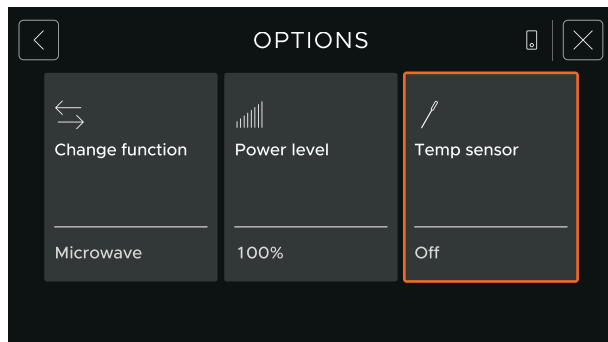 OPTIONS
Change function
Microwave
Power level
100%
Temp sensor
Off